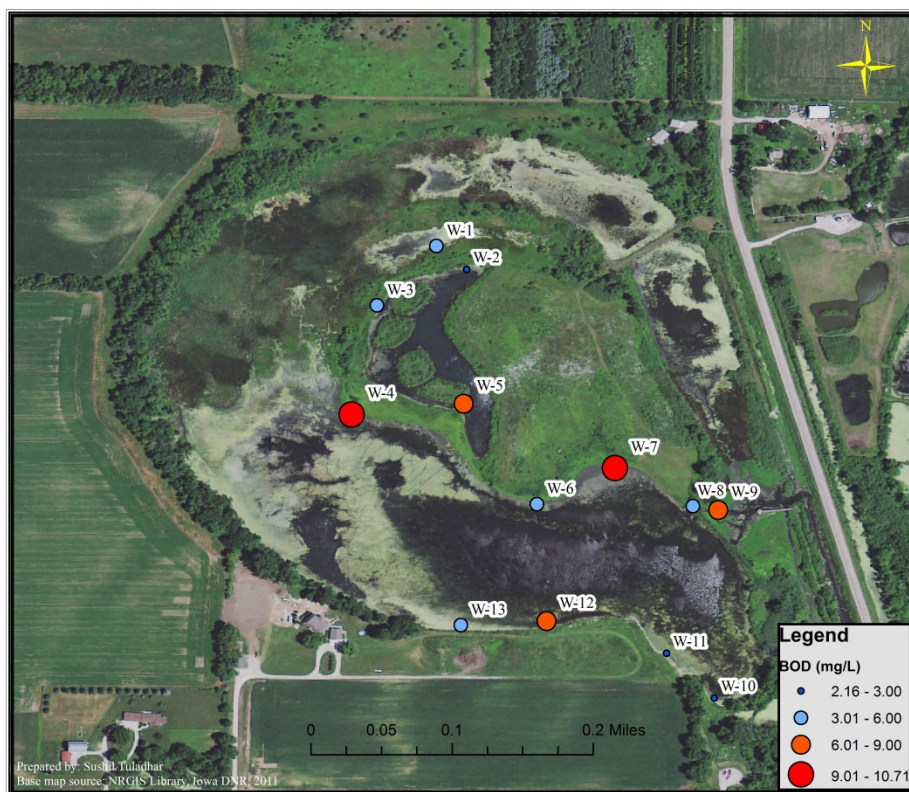 N
W-1
W-2
W-3
W-4
W-5
W-7
W-6
W-8
W-9
W-12
W-13
W-11
W-10
Legend
BOD (mg/L)
2.16 - 3.00
3.01 - 6.00
6.01 - 9.00
9.01 - 10.71
0 0.05 0.1 0.2 Miles
Prepared by: Sushil Tuladhar
Base map source: NRGIS Library, Iowa DNR, 2011